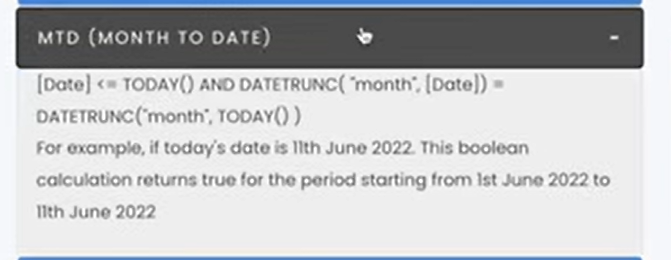 MTD (MONTH TO DATE)
[Date] <= TODAY() AND DATETRUNC( "month", [Date]) =
DATETRUNC("month", TODAY() )
For example, if today's date is 11th June 2022. This boolean
calculation returns true for the period starting from 1st June 2022 to
11th June 2022